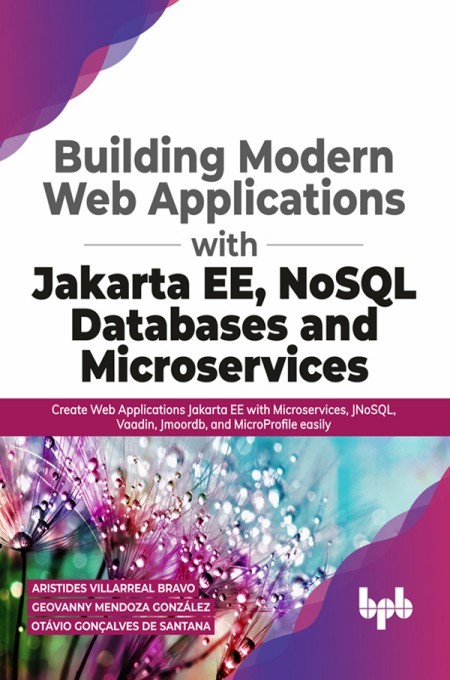 Building Modern
Web Applications
with
Jakarta EE, NoSQL
Databases and
Microservices
Create Web Applications Jakarta EE with Microservices, JNoSQL,
Vaadin, Jmoordb, and MicroProfile easily
ARISTIDES VILLARREAL BRAVO
GEOVANNY MENDOZA GONZÁLEZ
OTÁVIO GONÇALVES DE SANTANA
bpb